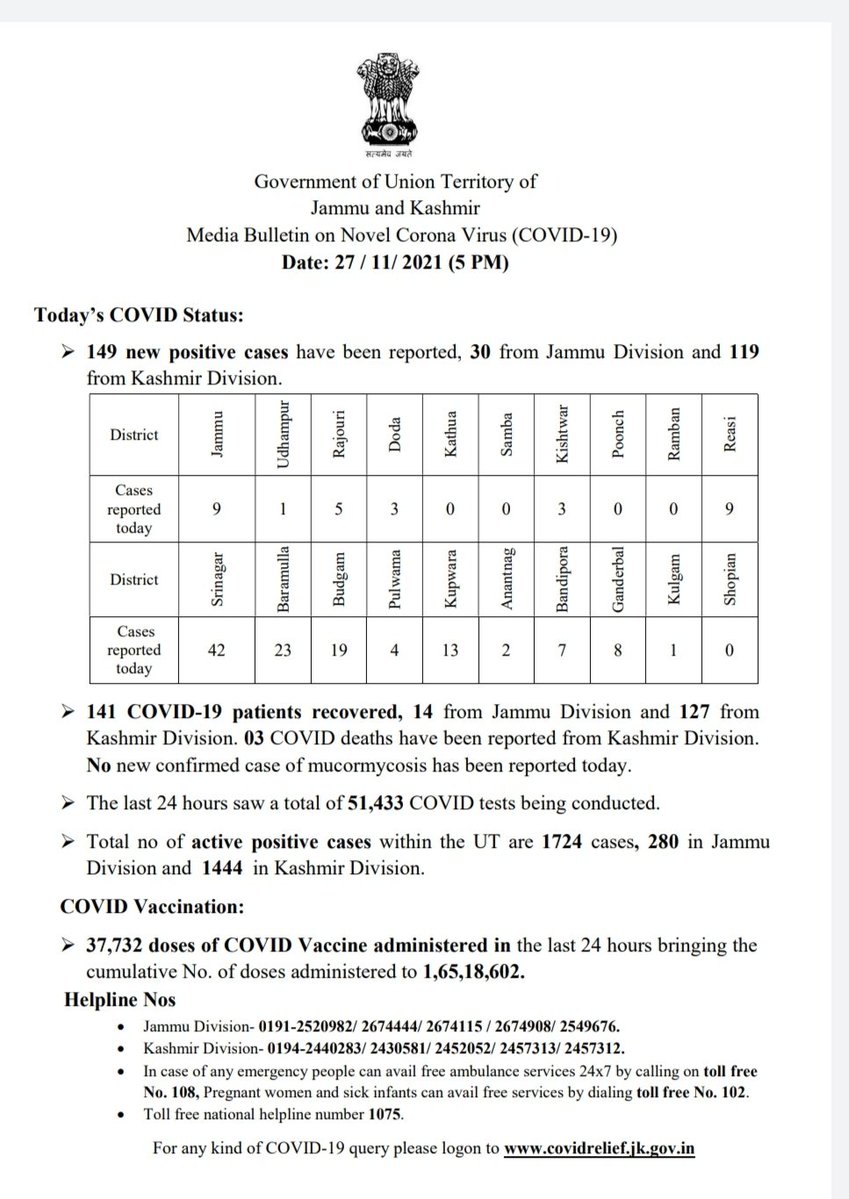 सत्यमेव जयते
Government of Union Territory of
Jammu and Kashmir
Media Bulletin on Novel Corona Virus (COVID-19)
Date: 27 / 11/ 2021 (5 PM)
Today’s COVID Status:
➢ 149 new positive cases have been reported, 30 from Jammu Division and 119
from Kashmir Division.
District Jammu Udhampur Rajouri Doda Kathua Samba Kishtwar Poonch Ramban Reasi
Cases
reported
today 9 1 5 3 0 0 3 0 0 9
District Srinagar Baramulla Budgam Pulwama Kupwara Anantnag Bandipora Ganderbal Kulgam Shopian
Cases
reported
today 42 23 19 4 13 2 7 8 1 0
➢ 141 COVID-19 patients recovered, 14 from Jammu Division and 127 from
Kashmir Division. 03 COVID deaths have been reported from Kashmir Division.
No new confirmed case of mucormycosis has been reported today.
➢ The last 24 hours saw a total of 51,433 COVID tests being conducted.
➢ Total no of active positive cases within the UT are 1724 cases, 280 in Jammu
Division and 1444 in Kashmir Division.
COVID Vaccination:
➢ 37,732 doses of COVID Vaccine administered in the last 24 hours bringing the
cumulative No. of doses administered to 1,65,18,602.
Helpline Nos
• Jammu Division- 0191-2520982/ 2674444/ 2674115 / 2674908/ 2549676.
• Kashmir Division- 0194-2440283/ 2430581/ 2452052/ 2457313/ 2457312.
• In case of any emergency people can avail free ambulance services 24x7 by calling on toll free
No. 108, Pregnant women and sick infants can avail free services by dialing toll free No. 102.
• Toll free national helpline number 1075.
For any kind of COVID-19 query please logon to www.covidrelief.jk.gov.in